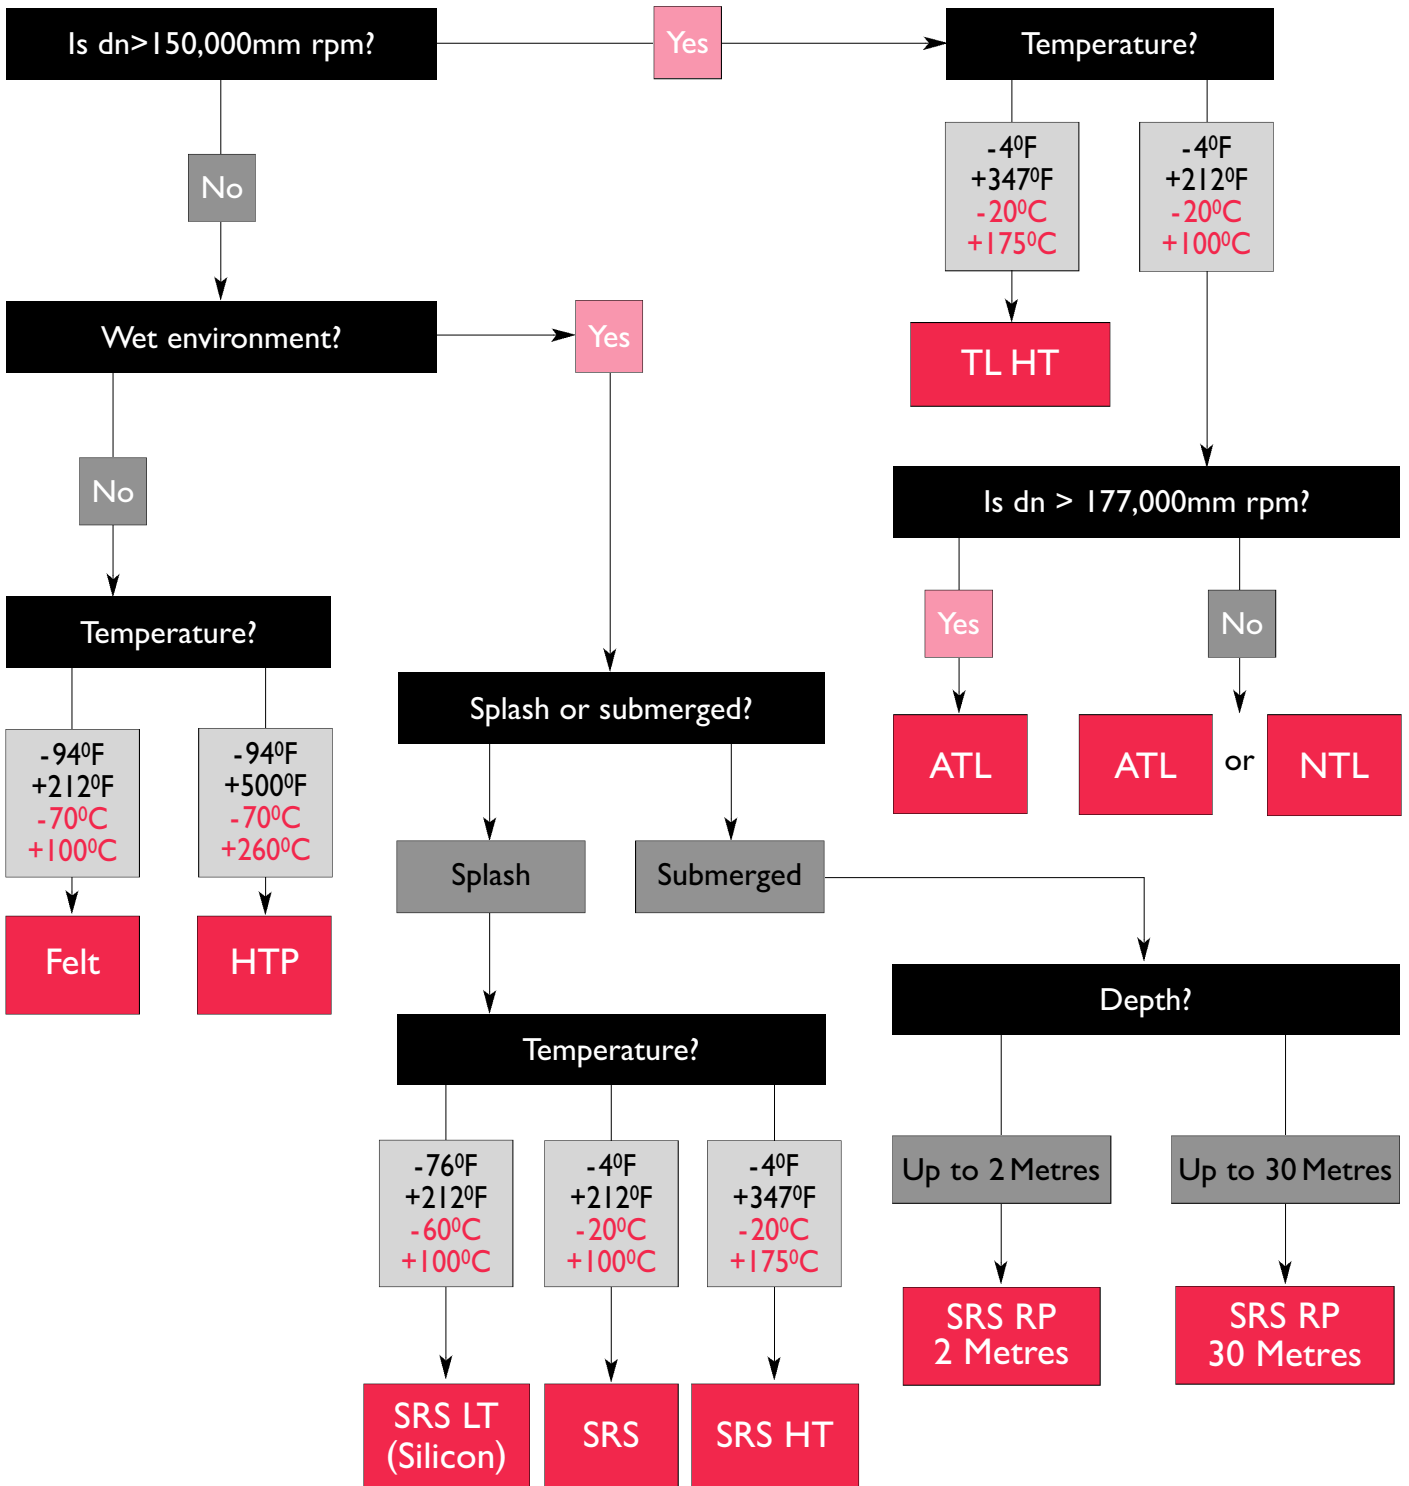 Is dn>150,000mm rpm?
Yes
Temperature?
-4⁰F
+347⁰F
-20⁰C
+175⁰C
-4⁰F
+212⁰F
-20⁰C
+100⁰C
No
TL HT
Wet environment?
Yes
Is dn > 177,000mm rpm?
No
Yes
No
Temperature?
ATL
ATL
or
NTL
Splash or submerged?
-94⁰F
+212⁰F
-70⁰C
+100⁰C
-94⁰F
+500⁰F
-70⁰C
+260⁰C
Splash
Submerged
Felt
HTP
Depth?
Temperature?
Up to 2 Metres
Up to 30 Metres
-76⁰F
+212⁰F
-60⁰C
+100⁰C
-4⁰F
+212⁰F
-20⁰C
+100⁰C
-4⁰F
+347⁰F
-20⁰C
+175⁰C
SRS RP
2 Metres
SRS RP
30 Metres
SRS LT
(Silicon)
SRS
SRS HT